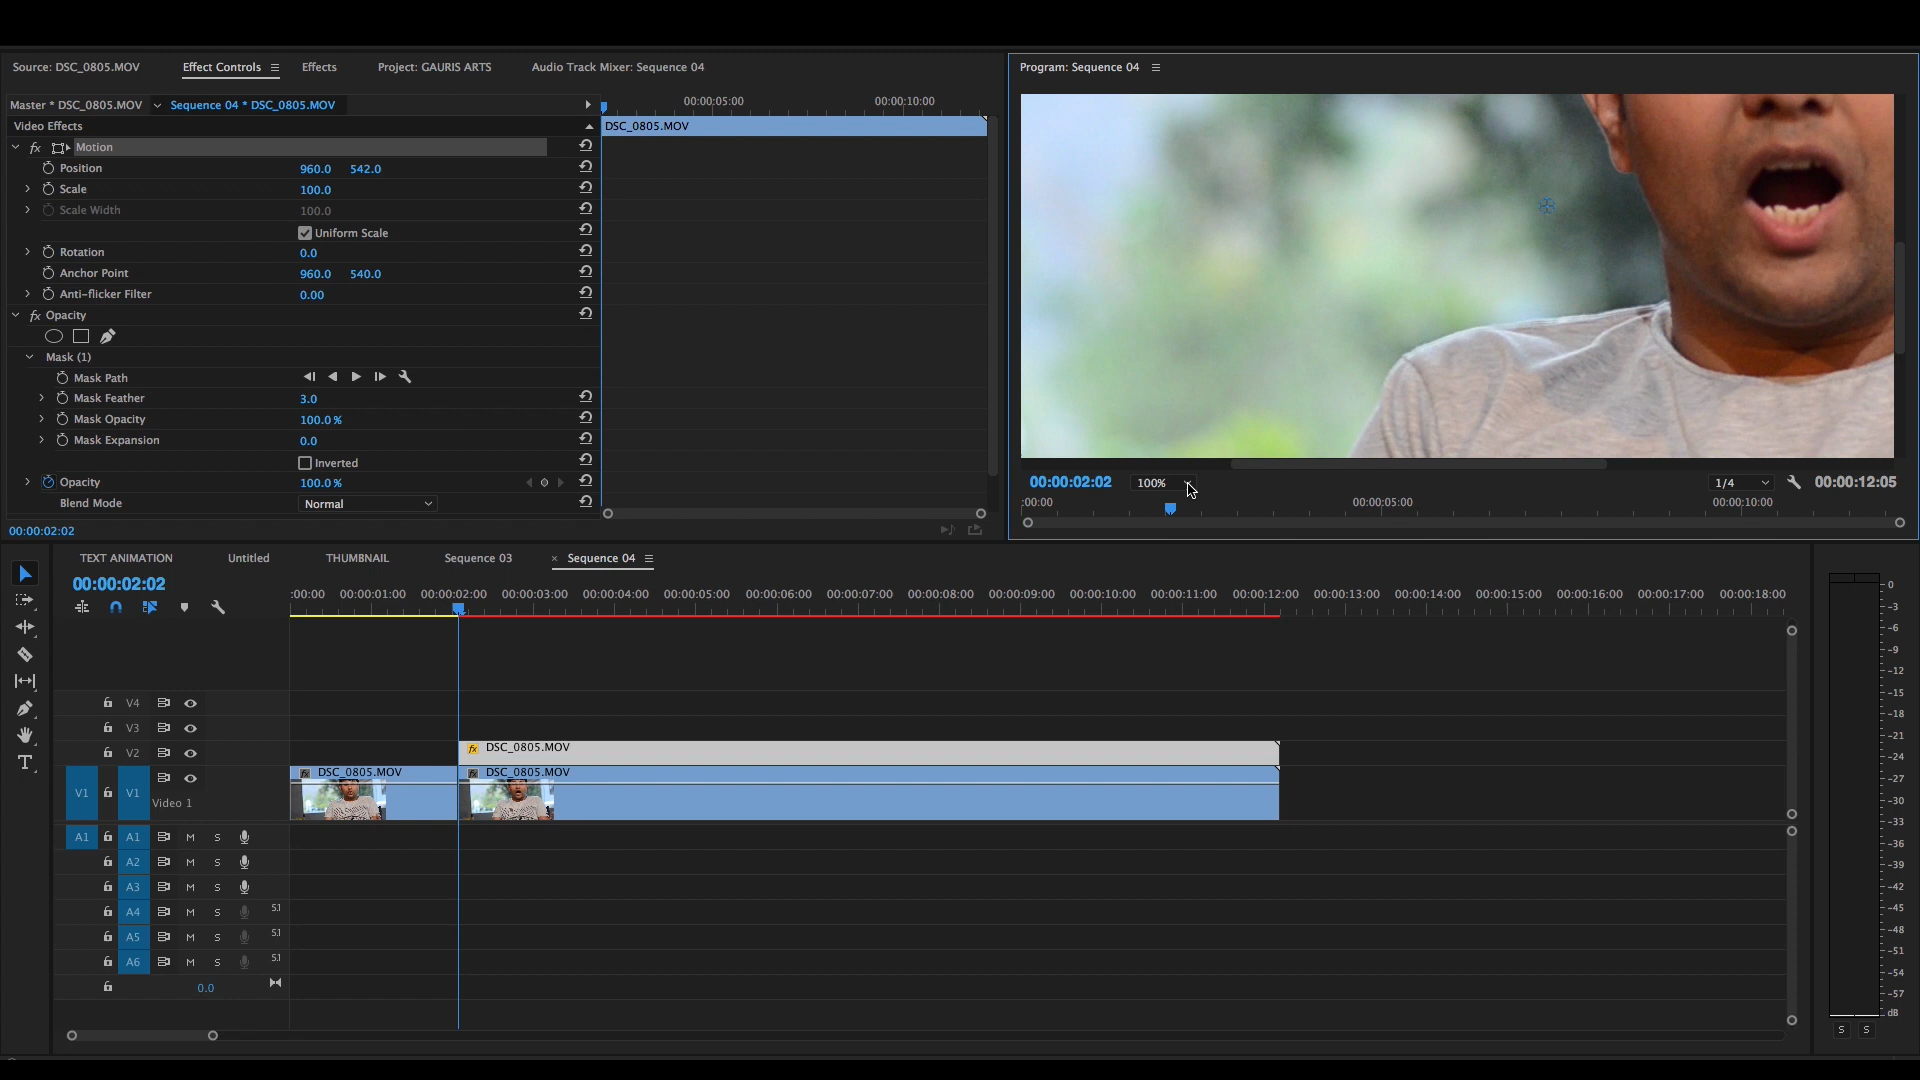 Source: DSC_0805.MOV Effect Controls Effects Project: GAURIS ARTS Audio Track Mixer: Sequence 04
Master * DSC_0805.MOV Sequence 04 * DSC_0805.MOV
00:00:05:00 00:00:10:00
Video Effects
DSC_0805.MOV
fx Motion
Position 960.0 542.0
Scale 100.0
Scale Width 100.0
Uniform Scale
Rotation 0.0
Anchor Point 960.0 540.0
Anti-flicker Filter 0.00
fx Opacity
Mask (1)
Mask Path
Mask Feather 3.0
Mask Opacity 100.0 %
Mask Expansion 0.0
Inverted
Opacity 100.0 %
Blend Mode Normal
00:00:02:02
Program: Sequence 04
00:00:02:02 100% 1/4 00:00:12:05
:00:00 00:00:05:00 00:00:10:00
TEXT ANIMATION Untitled THUMBNAIL Sequence 03 × Sequence 04
00:00:02:02
:00:00 00:00:01:00 00:00:02:00 00:00:03:00 00:00:04:00 00:00:05:00 00:00:06:00 00:00:07:00 00:00:08:00 00:00:09:00 00:00:10:00 00:00:11:00 00:00:12:00 00:00:13:00 00:00:14:00 00:00:15:00 00:00:16:00 00:00:17:00 00:00:18:00
V4
V3
V2 fx DSC_0805.MOV
fx DSC_0805.MOV fx DSC_0805.MOV
V1 V1
Video 1
A1 A1 M S
A2 M S
A3 M S
A4 M S 5.1
A5 M S 5.1
A6 M S 5.1
0.0
0
-3
-6
-9
-12
-15
-18
-21
-24
-27
-30
-33
-36
-39
-42
-45
-48
-51
-54
-57
dB
S S